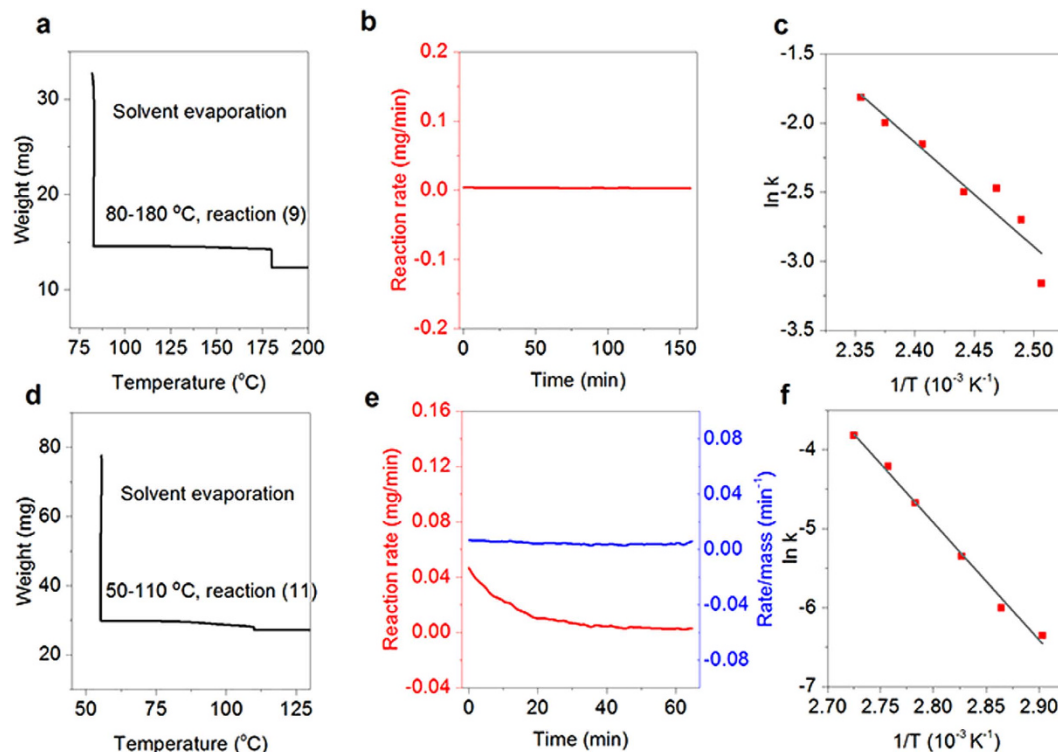 a
Weight (mg)
30
20
10
Solvent evaporation
80-180 °C, reaction (9)
75
100
125
150
175
200
Temperature (°C)
b
Reaction rate (mg/min)
0.2
0.1
0.0
-0.1
-0.2
0
50
100
150
Time (min)
c
ln k
-1.5
-2.0
-2.5
-3.0
-3.5
2.35
2.40
2.45
2.50
1/T (10⁻³ K⁻¹)
d
Weight (mg)
80
60
40
20
Solvent evaporation
50-110 °C, reaction (11)
50
75
100
125
Temperature (°C)
e
Reaction rate (mg/min)
0.16
0.12
0.08
0.04
0.00
-0.04
0
20
40
60
Time (min)
Rate/mass (min⁻¹)
0.08
0.04
0.00
-0.04
-0.08
f
ln k
-4
-5
-6
-7
2.70
2.75
2.80
2.85
2.90
1/T (10⁻³ K⁻¹)